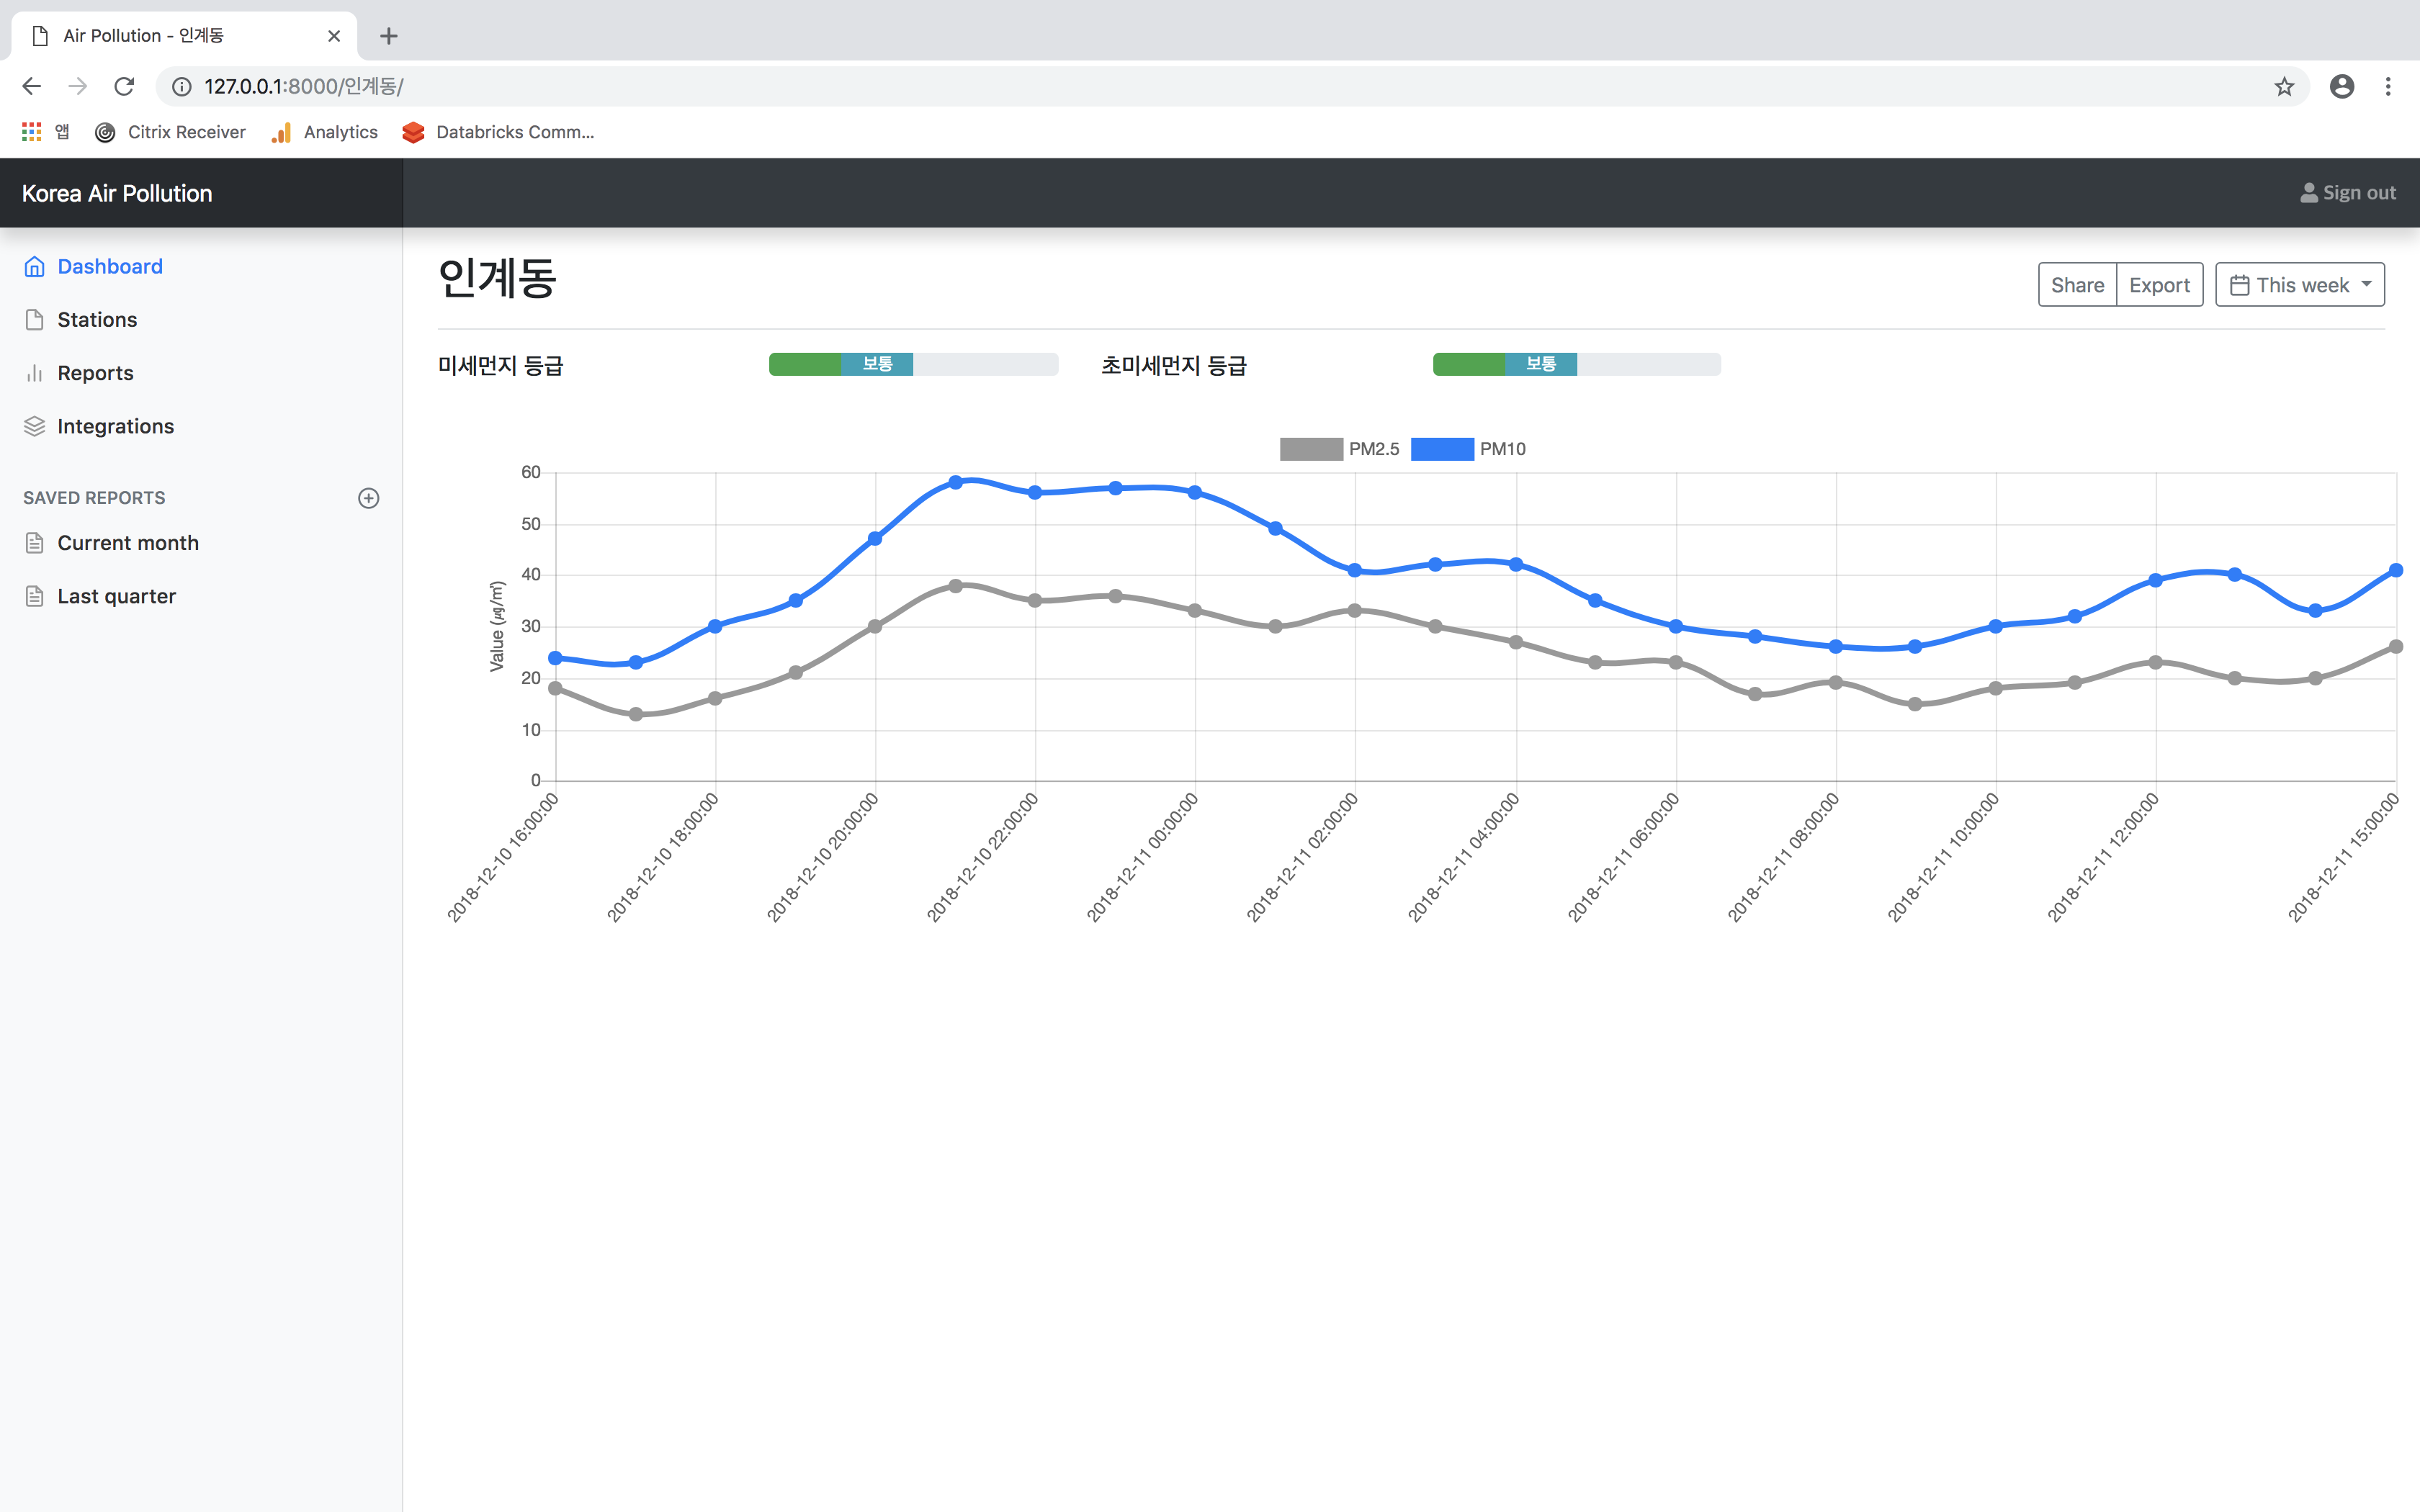 Air Pollution - 인계동
127.0.0.1:8000/인계동/
앱 Citrix Receiver Analytics Databricks Comm...
Korea Air Pollution
Sign out
Dashboard
Stations
Reports
Integrations
SAVED REPORTS
Current month
Last quarter
인계동
Share Export This week
미세먼지 등급 보통 초미세먼지 등급 보통
PM2.5 PM10
Value (㎍/㎥)
60
50
40
30
20
10
0
2018-12-10 16:00:00
2018-12-10 18:00:00
2018-12-10 20:00:00
2018-12-10 22:00:00
2018-12-11 00:00:00
2018-12-11 02:00:00
2018-12-11 04:00:00
2018-12-11 06:00:00
2018-12-11 08:00:00
2018-12-11 10:00:00
2018-12-11 12:00:00
2018-12-11 15:00:00